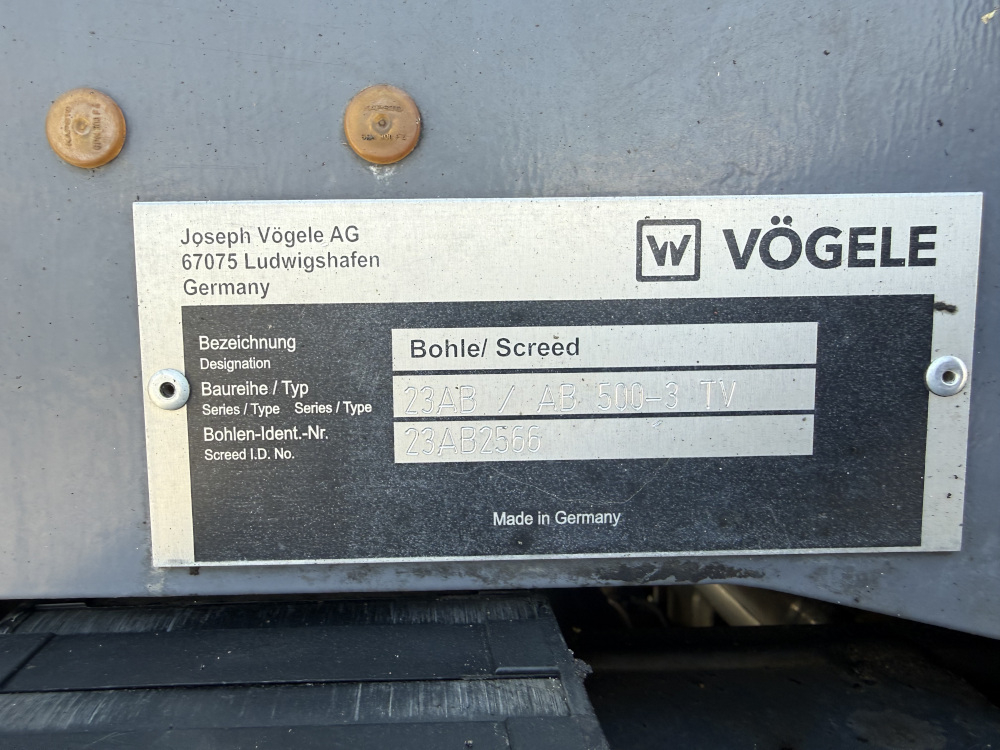 Joseph Vögele AG
67075 Ludwigshafen
Germany
VÖGELE
Bezeichnung
Designation
Bohle/ Screed
Baureihe / Typ
Series / Type Series / Type
23AB / AB 500-3 TV
Bohlen-Ident.-Nr.
Screed I.D. No.
23AB2566
Made in Germany